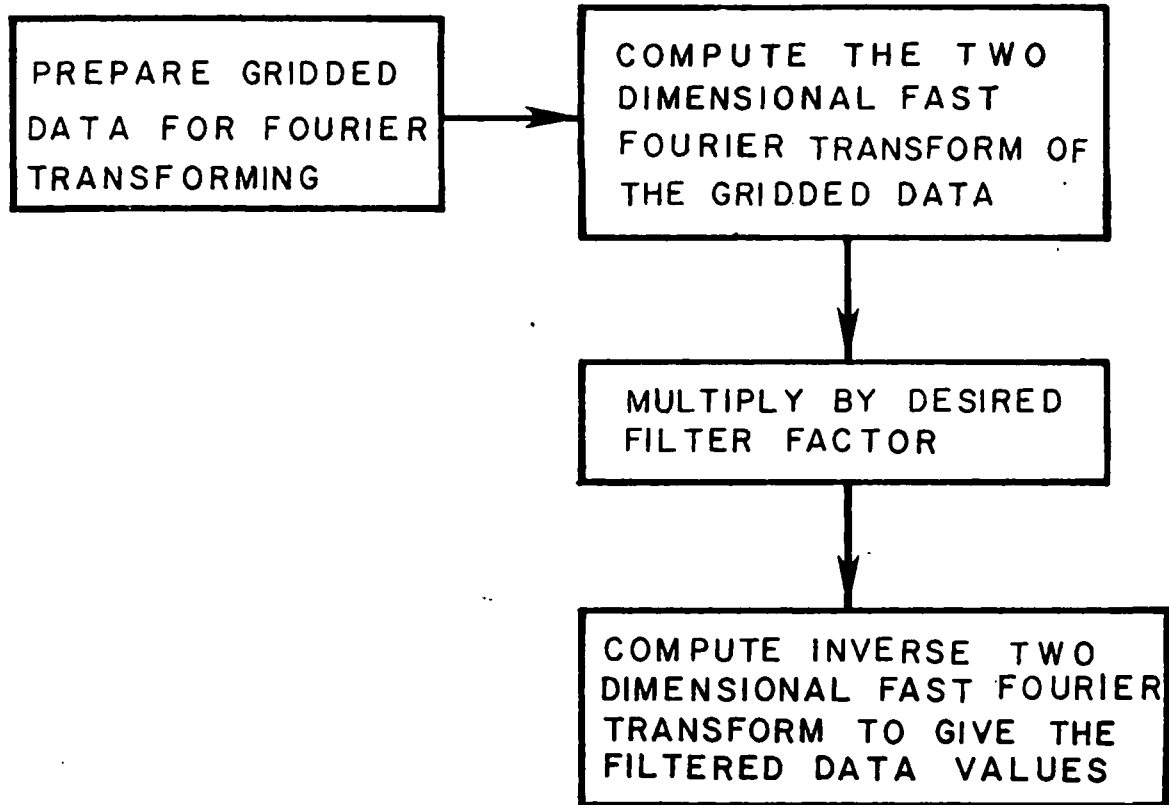 PREPARE GRIDDED
DATA FOR FOURIER
TRANSFORMING
COMPUTE THE TWO
DIMENSIONAL FAST
FOURIER TRANSFORM OF
THE GRIDDED DATA
MULTIPLY BY DESIRED
FILTER FACTOR
COMPUTE INVERSE TWO
DIMENSIONAL FAST FOURIER
TRANSFORM TO GIVE THE
FILTERED DATA VALUES